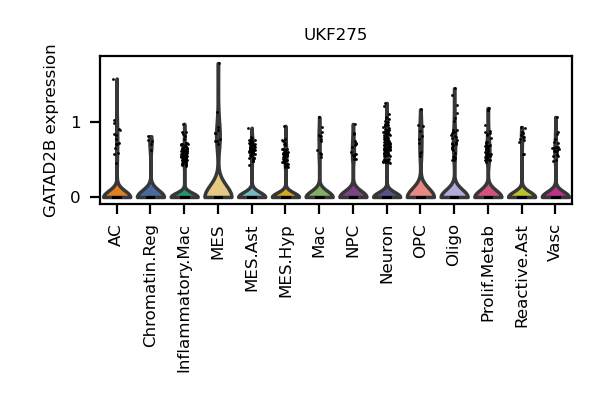 UKF275
GATAD2B expression
1
0
AC
Chromatin.Reg
Inflammatory.Mac
MES
MES.Ast
MES.Hyp
Mac
NPC
Neuron
OPC
Oligo
Prolif.Metab
Reactive.Ast
Vasc